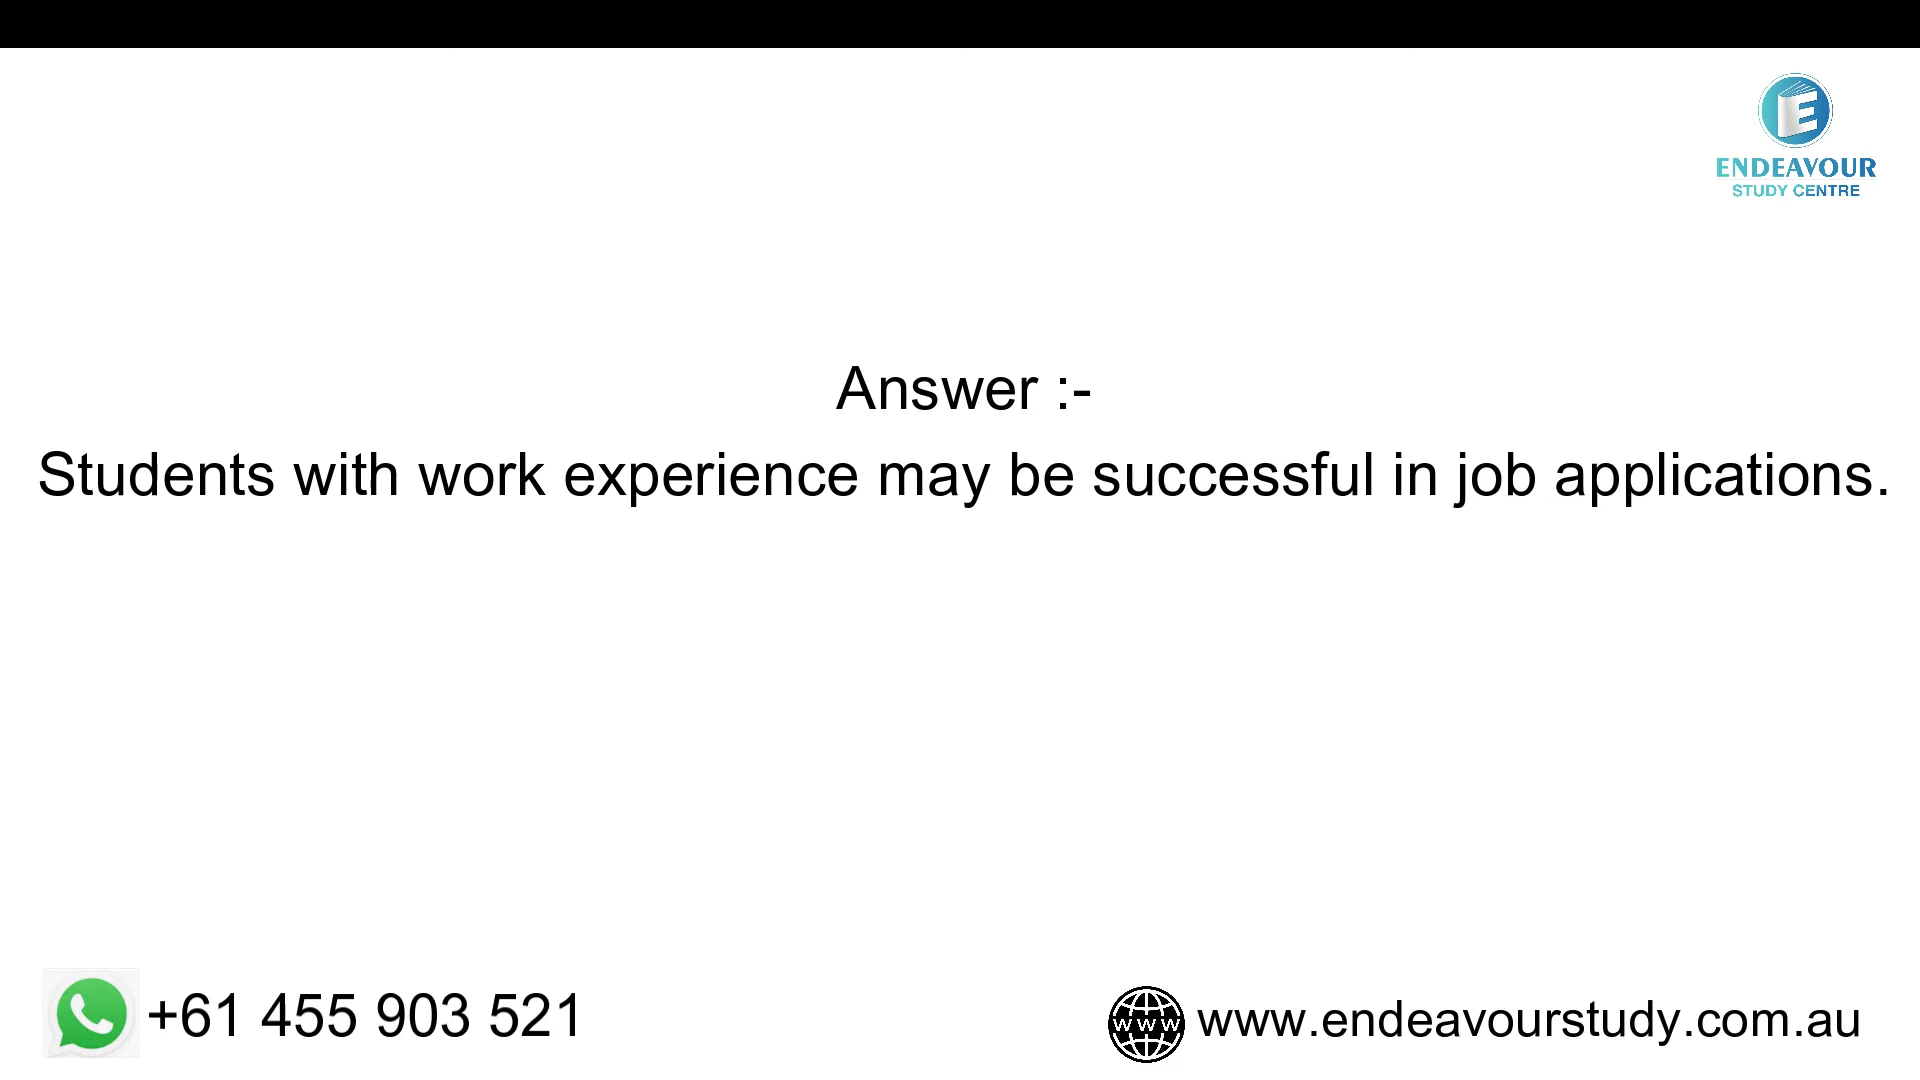 ENDEAVOUR
STUDY CENTRE
Answer :-
Students with work experience may be successful in job applications.
+61 455 903 521
www
www.endeavourstudy.com.au